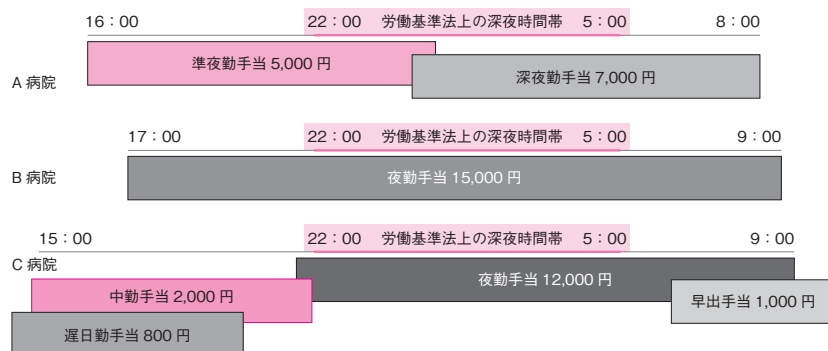 16：00 22：00 労働基準法上の深夜時間帯 5：00 8：00
準夜勤手当 5,000 円
深夜勤手当 7,000 円
A 病院
17：00 22：00 労働基準法上の深夜時間帯 5：00 9：00
B 病院
夜勤手当 15,000 円
15：00 22：00 労働基準法上の深夜時間帯 5：00 9：00
C 病院
夜勤手当 12,000 円
中勤手当 2,000 円
早出手当 1,000 円
遅日勤手当 800 円